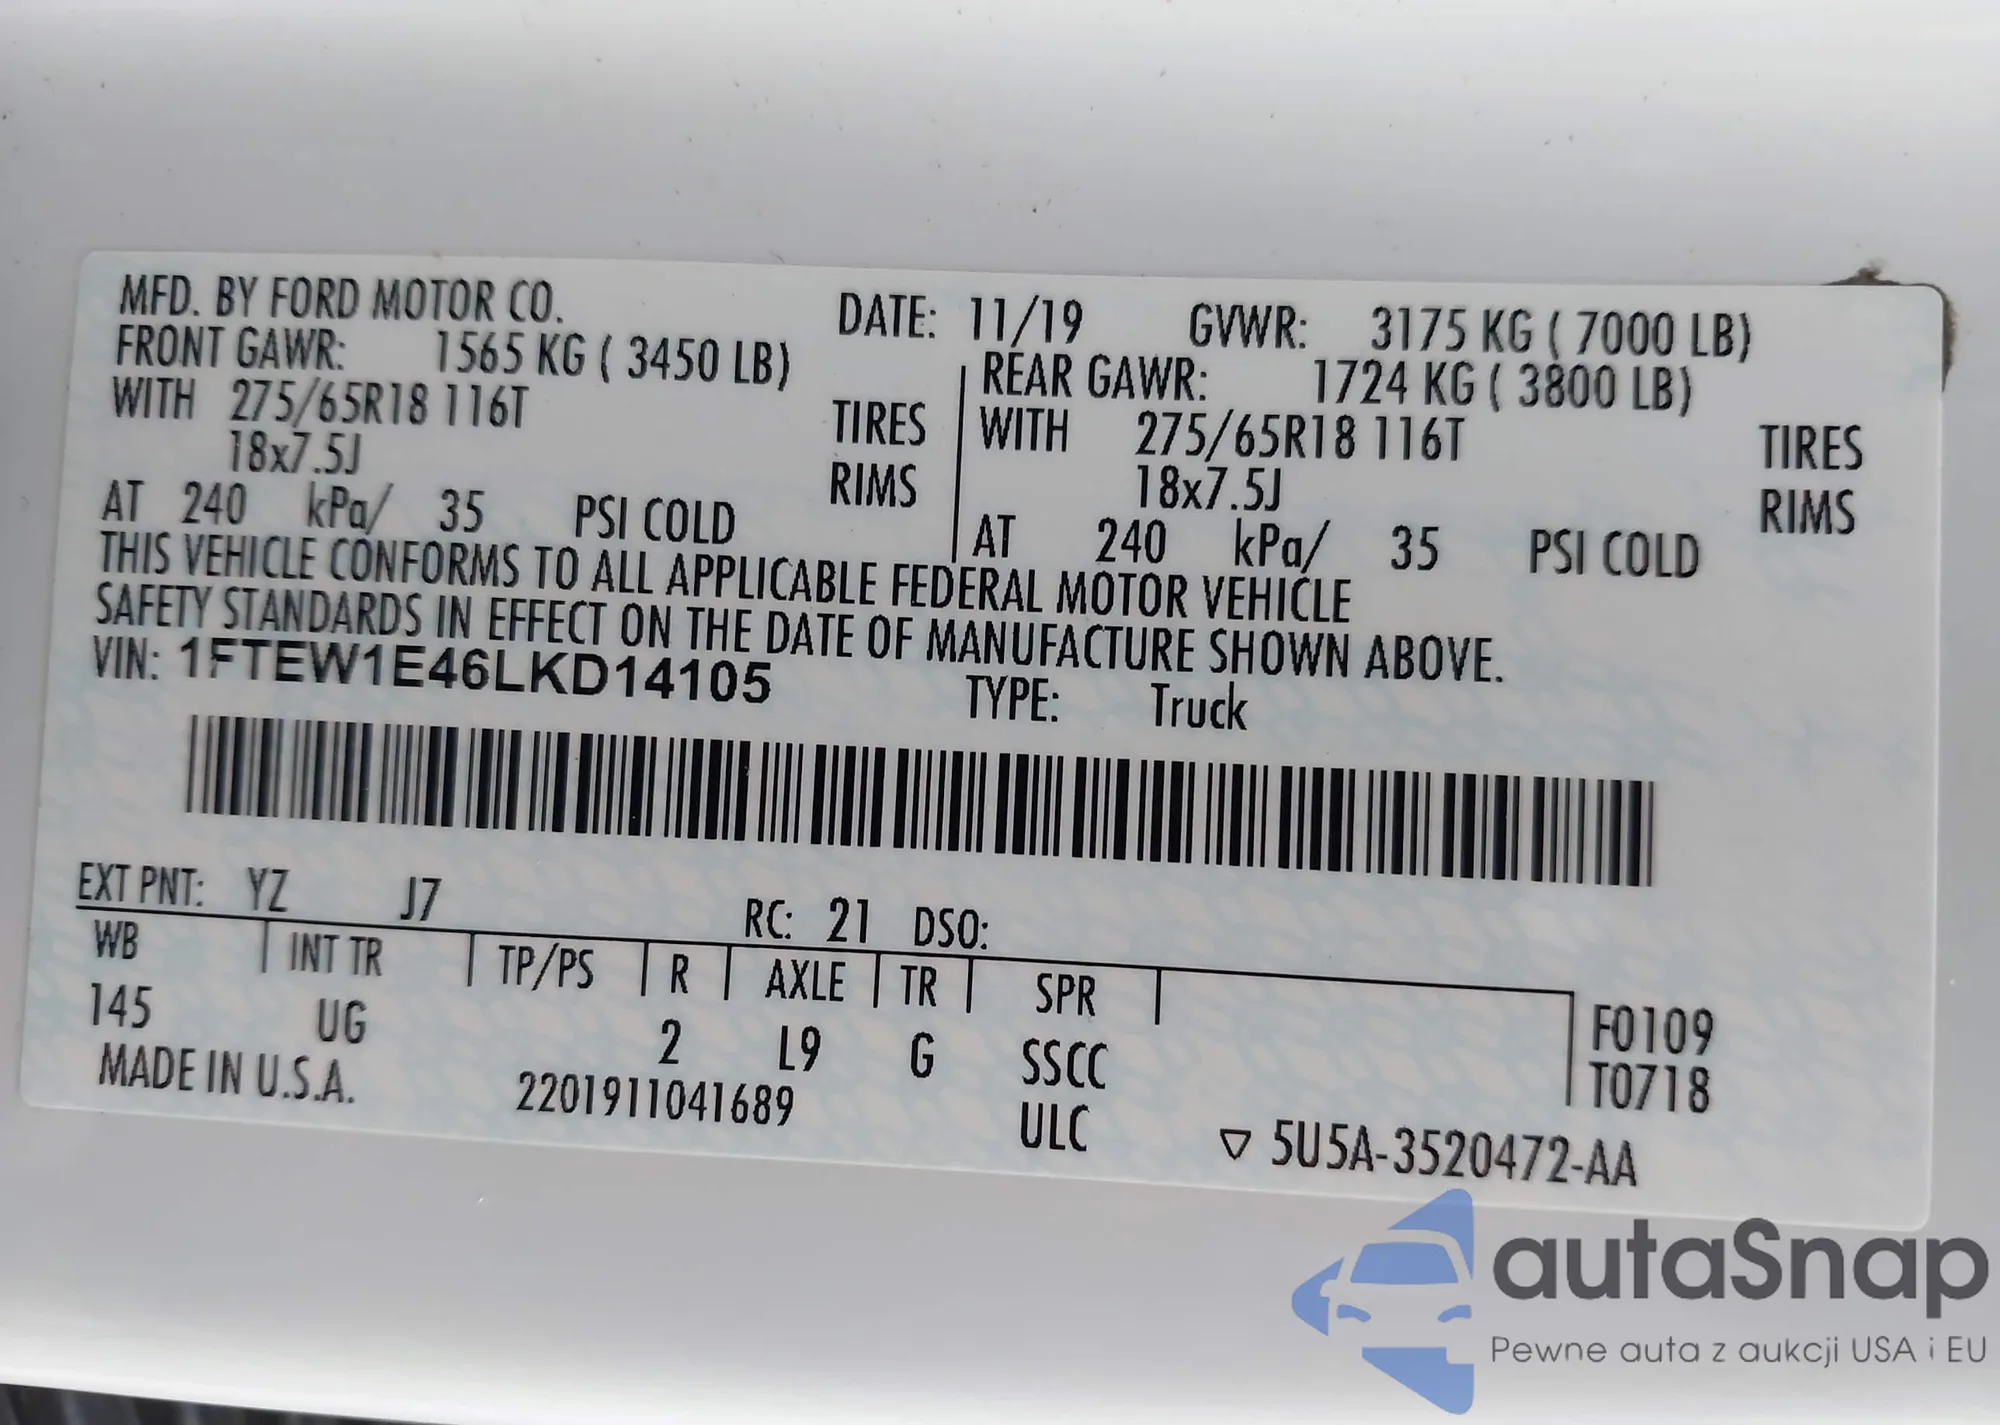 MFD. BY FORD MOTOR CO. DATE: 11/19 GVWR: 3175 KG ( 7000 LB)
FRONT GAWR: 1565 KG ( 3450 LB) REAR GAWR: 1724 KG ( 3800 LB)
WITH 275/65R18 116T TIRES WITH 275/65R18 116T TIRES
18x7.5J RIMS 18x7.5J RIMS
AT 240 kPa/ 35 PSI COLD AT 240 kPa/ 35 PSI COLD
THIS VEHICLE CONFORMS TO ALL APPLICABLE FEDERAL MOTOR VEHICLE
SAFETY STANDARDS IN EFFECT ON THE DATE OF MANUFACTURE SHOWN ABOVE.
VIN: 1FTEW1E46LKD14105 TYPE: Truck
EXT PNT: YZ J7 RC: 21 DSO:
WB INT TR TP/PS R AXLE TR SPR F0109
145 UG 2 L9 G SSCC T0718
MADE IN U.S.A. 2201911041689 ULC ▽ 5U5A-3520472-AA
autaSnap
Pewne auta z aukcji USA i EU